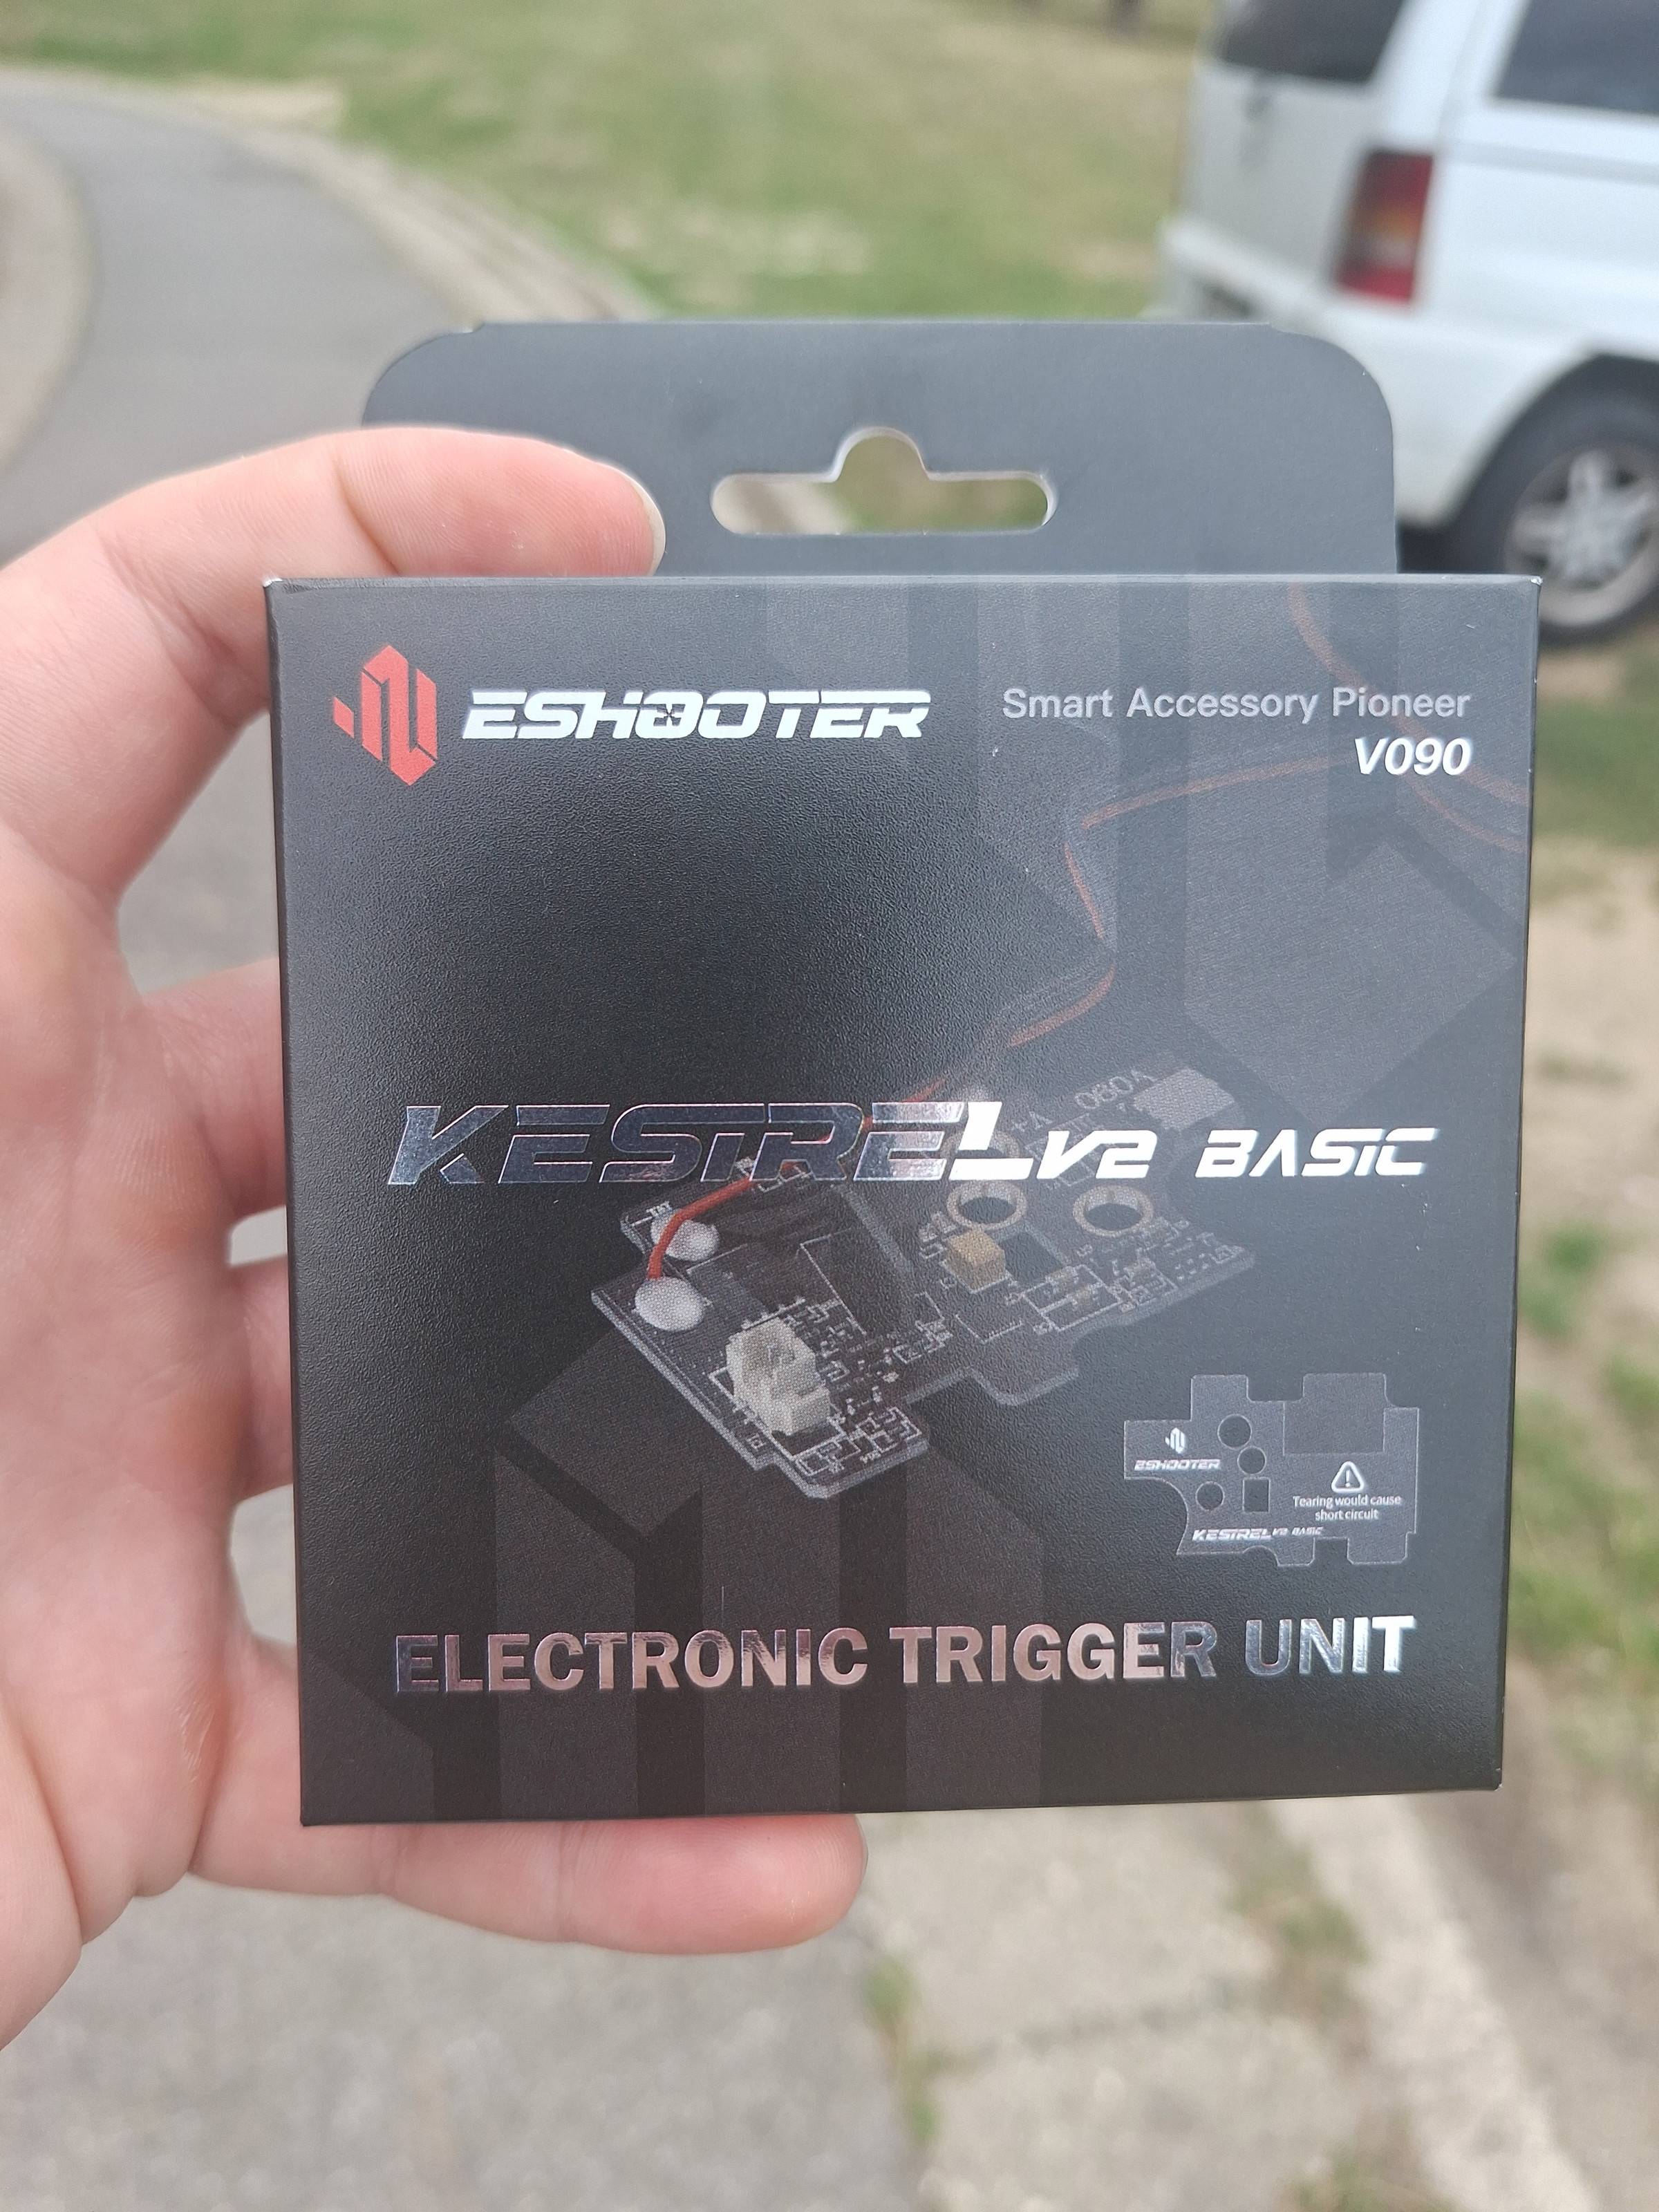 ESHOOTER
Smart Accessory Pioneer
V090
KESTREL V2 BASIC
060A
ESHOOTER
Tearing would cause
short circuit
KESTREL V2 BASIC
ELECTRONIC TRIGGER UNIT